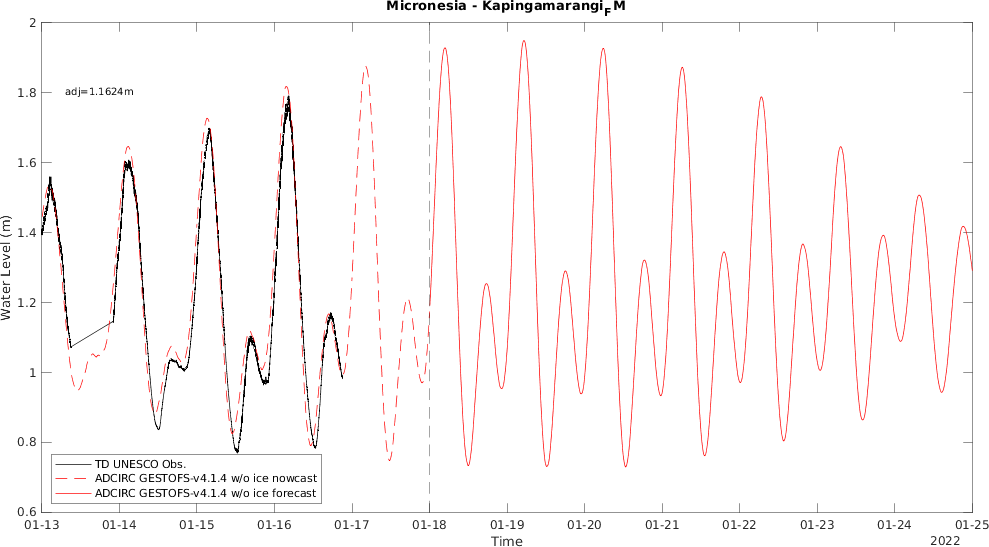 Micronesia - KapingamarangiFM
2
1.8
1.6
1.4
1.2
1
0.8
0.6
Water Level (m)
adj=1.1624m
TD UNESCO Obs.
ADCIRC GESTOFS-v4.1.4 w/o ice nowcast
ADCIRC GESTOFS-v4.1.4 w/o ice forecast
01-13 01-14 01-15 01-16 01-17 01-18 01-19 01-20 01-21 01-22 01-23 01-24 01-25
Time
2022